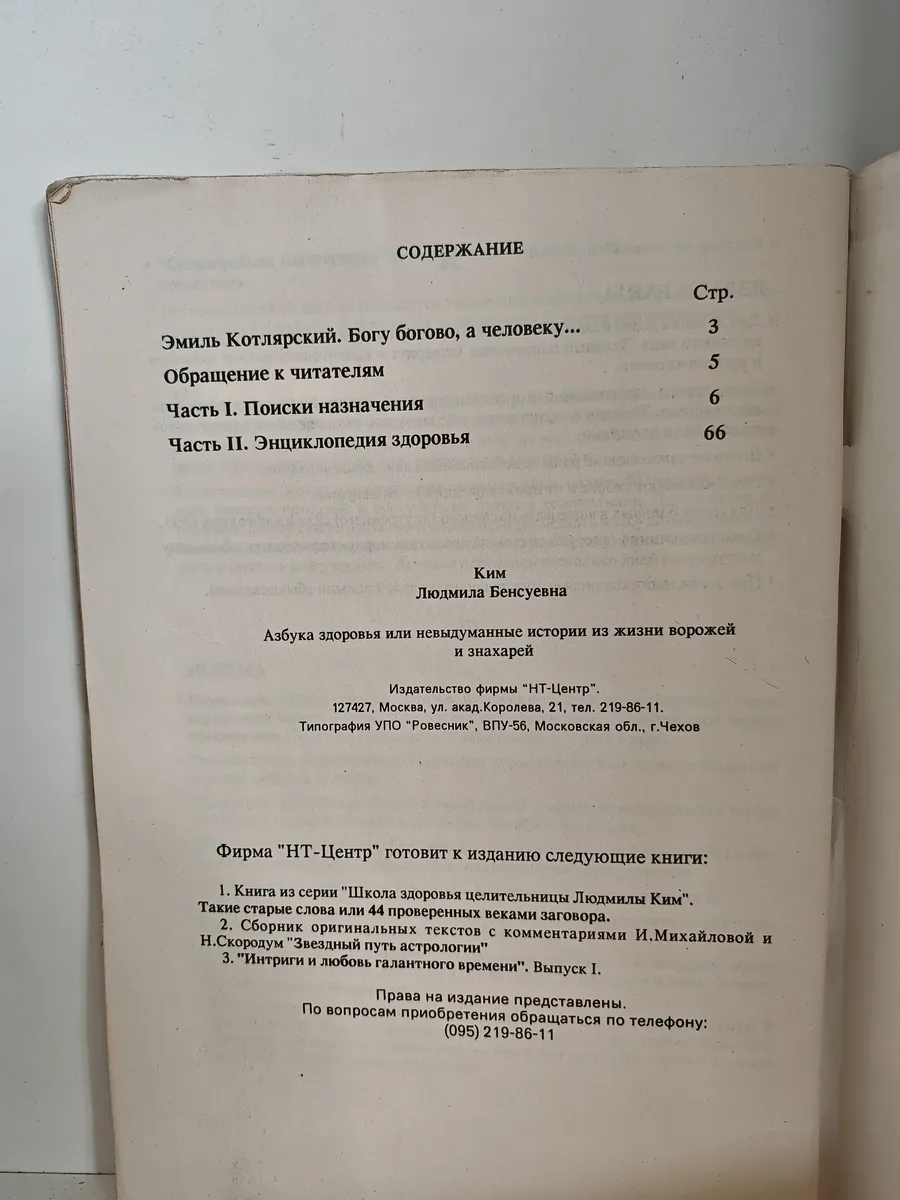 СОДЕРЖАНИЕ
Стр.
Эмиль Котлярский. Богу богово, а человеку... 3
Обращение к читателям 5
Часть I. Поиски назначения 6
Часть II. Энциклопедия здоровья 66
Ким
Людмила Бенсуевна
Азбука здоровья или невыдуманные истории из жизни ворожей
и знахарей
Издательство фирмы "НТ-Центр".
127427, Москва, ул. акад.Королева, 21, тел. 219-86-11.
Типография УПО "Ровесник", ВПУ-56, Московская обл., г.Чехов
Фирма "НТ-Центр" готовит к изданию следующие книги:
1. Книга из серии "Школа здоровья целительницы Людмилы Ким".
Такие старые слова или 44 проверенных веками заговора.
2. Сборник оригинальных текстов с комментариями И.Михайловой и
Н.Скородум "Звездный путь астрологии"
3. "Интриги и любовь галантного времени". Выпуск I.
Права на издание представлены.
По вопросам приобретения обращаться по телефону:
(095) 219-86-11